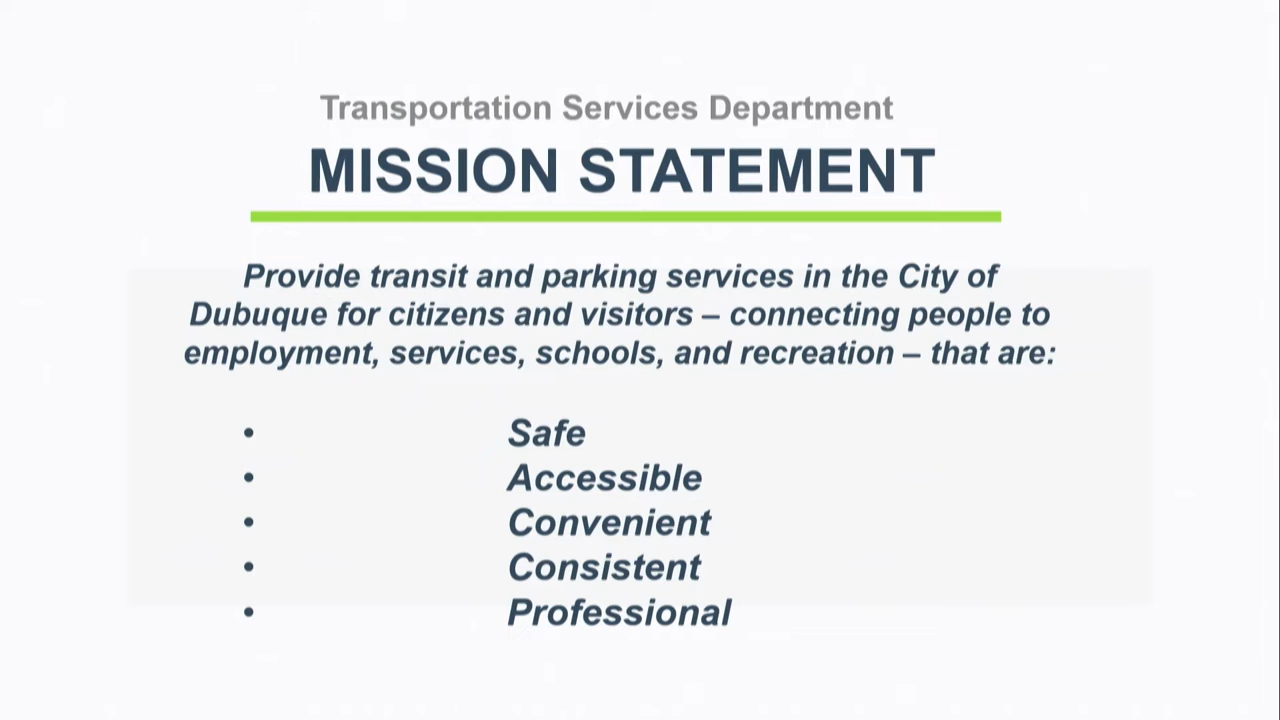 Transportation Services Department
MISSION STATEMENT
Provide transit and parking services in the City of
Dubuque for citizens and visitors – connecting people to
employment, services, schools, and recreation – that are:
• Safe
• Accessible
• Convenient
• Consistent
• Professional